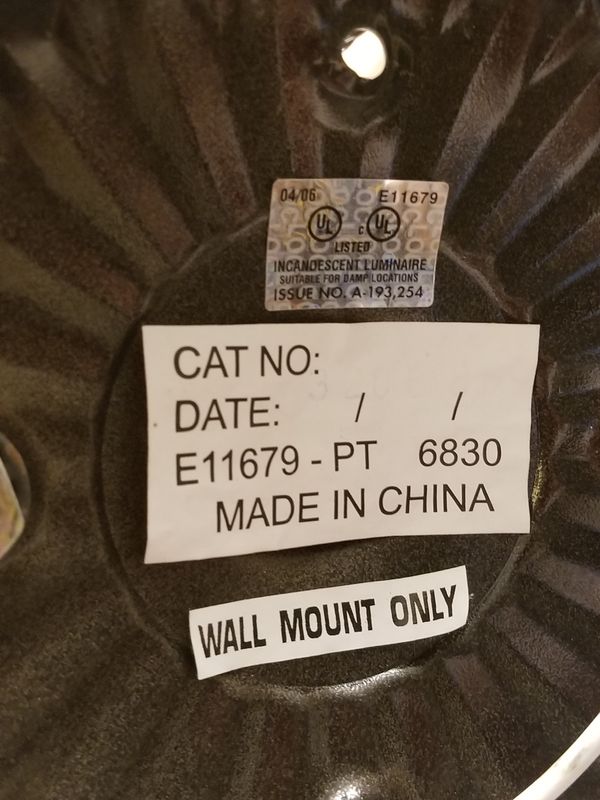 04/06 E11679
UL c UL
LISTED
INCANDESCENT LUMINAIRE
SUITABLE FOR DAMP LOCATIONS
ISSUE NO. A-193,254
CAT NO:
DATE: / /
E11679 - PT 6830
MADE IN CHINA
WALL MOUNT ONLY